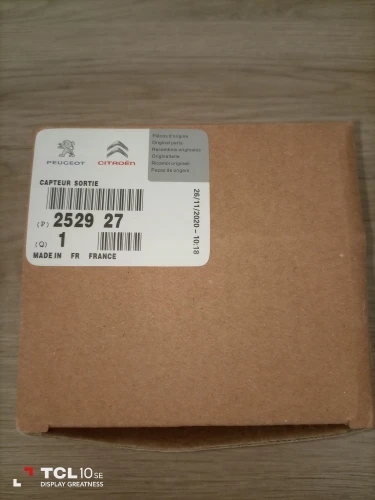 PEUGEOT
CITROËN
Pièces d'origine
Original parts
Recambios originales
Originalteile
Ricambi originali
Peças de origem
CAPTEUR SORTIE
26/11/2020 - 10:18
(P) 2529 27
(Q) 1
MADE IN FR FRANCE
TCL 10 SE
DISPLAY GREATNESS